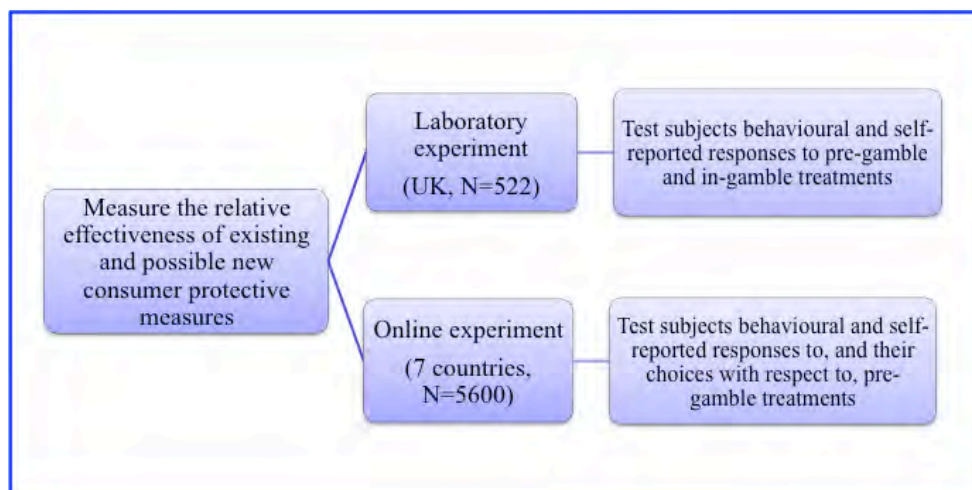 Measure the relative
effectiveness of existing
and possible new
consumer protective
measures
Laboratory
experiment
(UK, N=522)
Test subjects behavioural and self-
reported responses to pre-gamble
and in-gamble treatments
Online experiment
(7 countries,
N=5600)
Test subjects behavioural and self-
reported responses to, and their
choices with respect to, pre-
gamble treatments